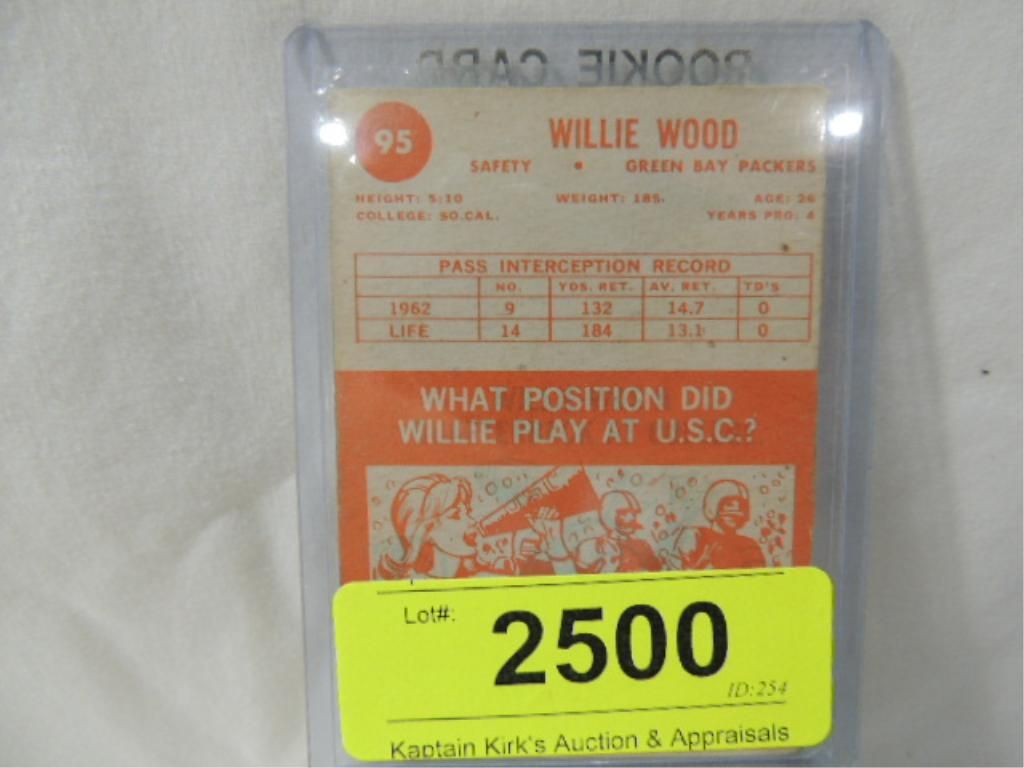 ROOKIE CARD
95
WILLIE WOOD
SAFETY • GREEN BAY PACKERS
HEIGHT: 5:10 WEIGHT: 185. AGE: 26
COLLEGE: SO.CAL. YEARS PRO: 4
PASS INTERCEPTION RECORD
NO. YDS. RET. AV. RET. TD'S
1962 9 132 14.7 0
LIFE 14 184 13.1 0
WHAT POSITION DID
WILLIE PLAY AT U.S.C.?
Lot#: 2500
ID:254
Kaptain Kirk's Auction & Appraisals